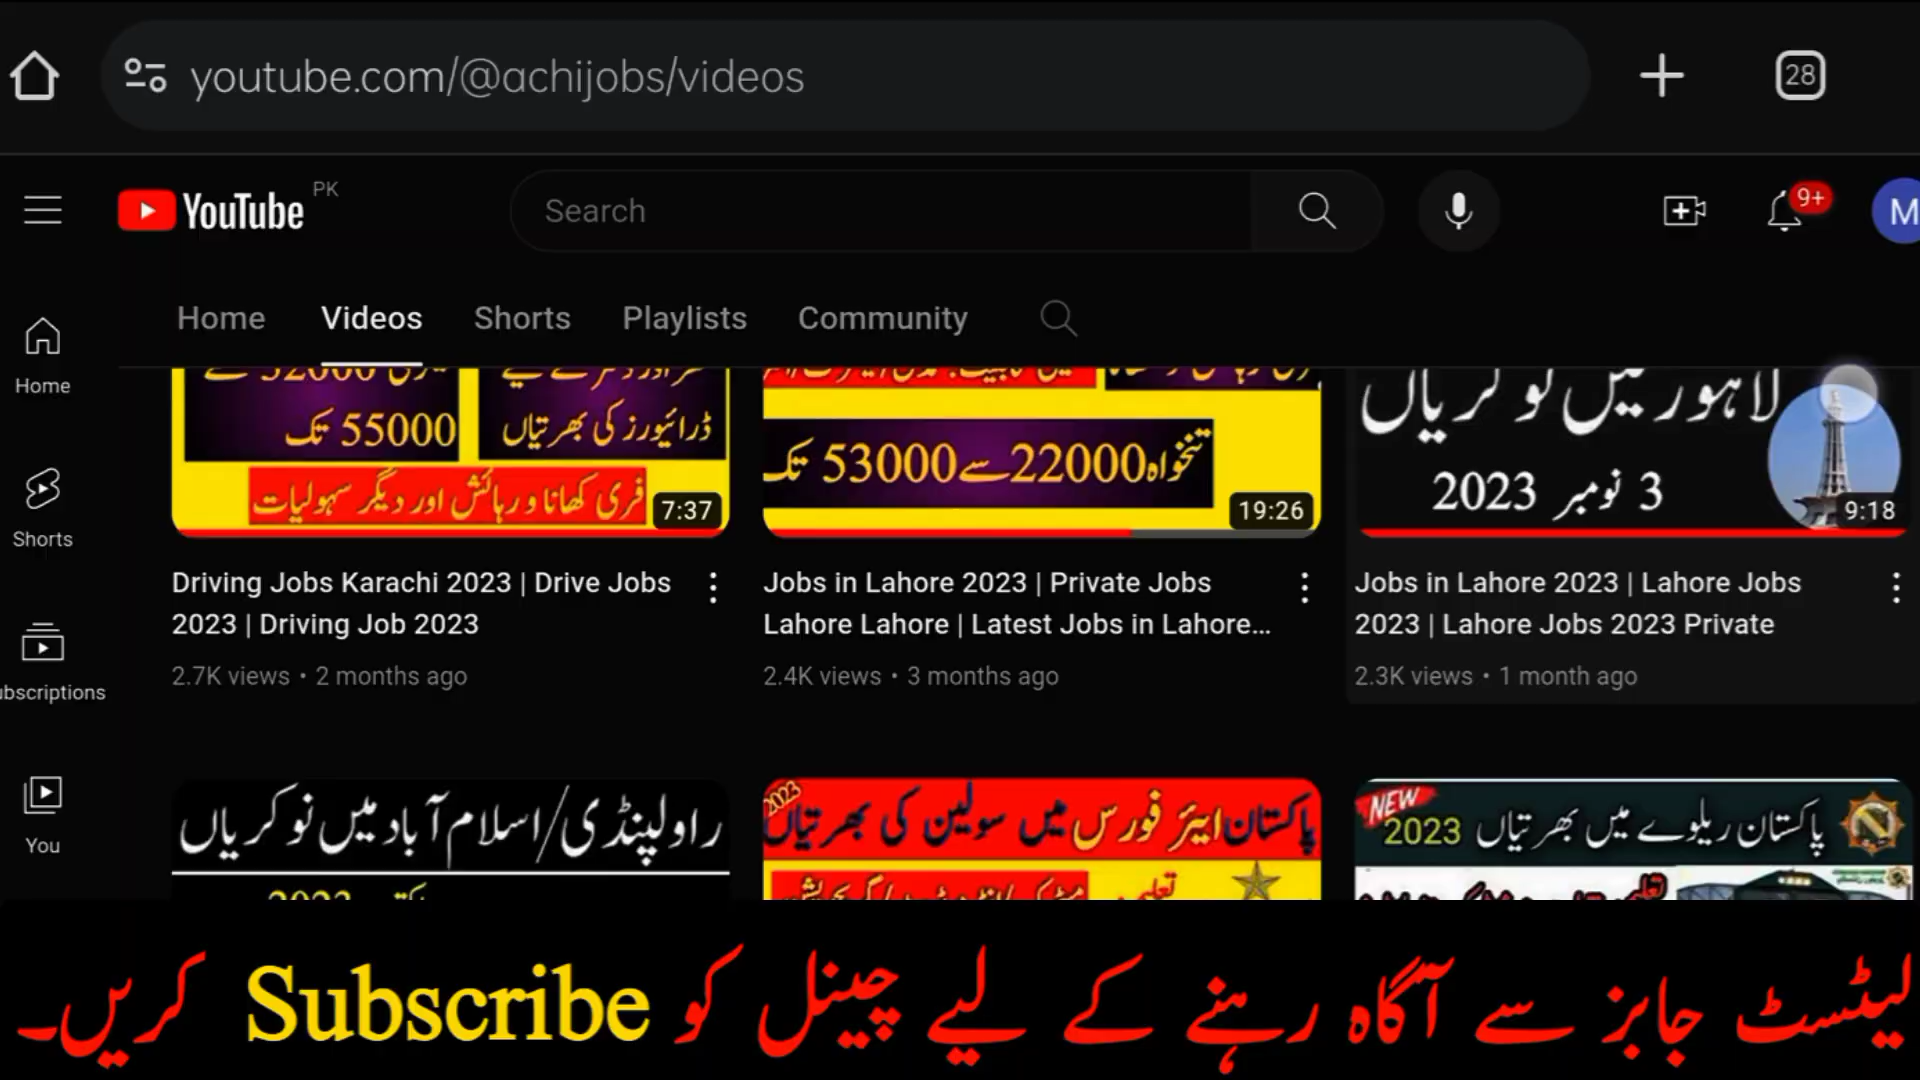 youtube.com/@achijobs/videos
28
YouTube PK
Search
9+
M
Home
Videos
Shorts
Playlists
Community
Home
Shorts
ubscriptions
You
55000 تک
ڈرائیورز کی بھرتیاں
فری کھانا و رہائش اور دیگر سہولیات
7:37
تنخواہ 22000 سے 53000 تک
19:26
لاہور میں نوکریاں
3 نومبر 2023
9:18
Driving Jobs Karachi 2023 | Drive Jobs
2023 | Driving Job 2023
2.7K views • 2 months ago
Jobs in Lahore 2023 | Private Jobs
Lahore Lahore | Latest Jobs in Lahore...
2.4K views • 3 months ago
Jobs in Lahore 2023 | Lahore Jobs
2023 | Lahore Jobs 2023 Private
2.3K views • 1 month ago
راولپنڈی/اسلام آباد میں نوکریاں
2023
پاکستان ایئر فورس میں سولین کی بھرتیاں
NEW
پاکستان ریلوے میں بھرتیاں 2023
لیٹسٹ جابز سے آگاہ رہنے کے لیے چینل کو Subscribe کریں۔